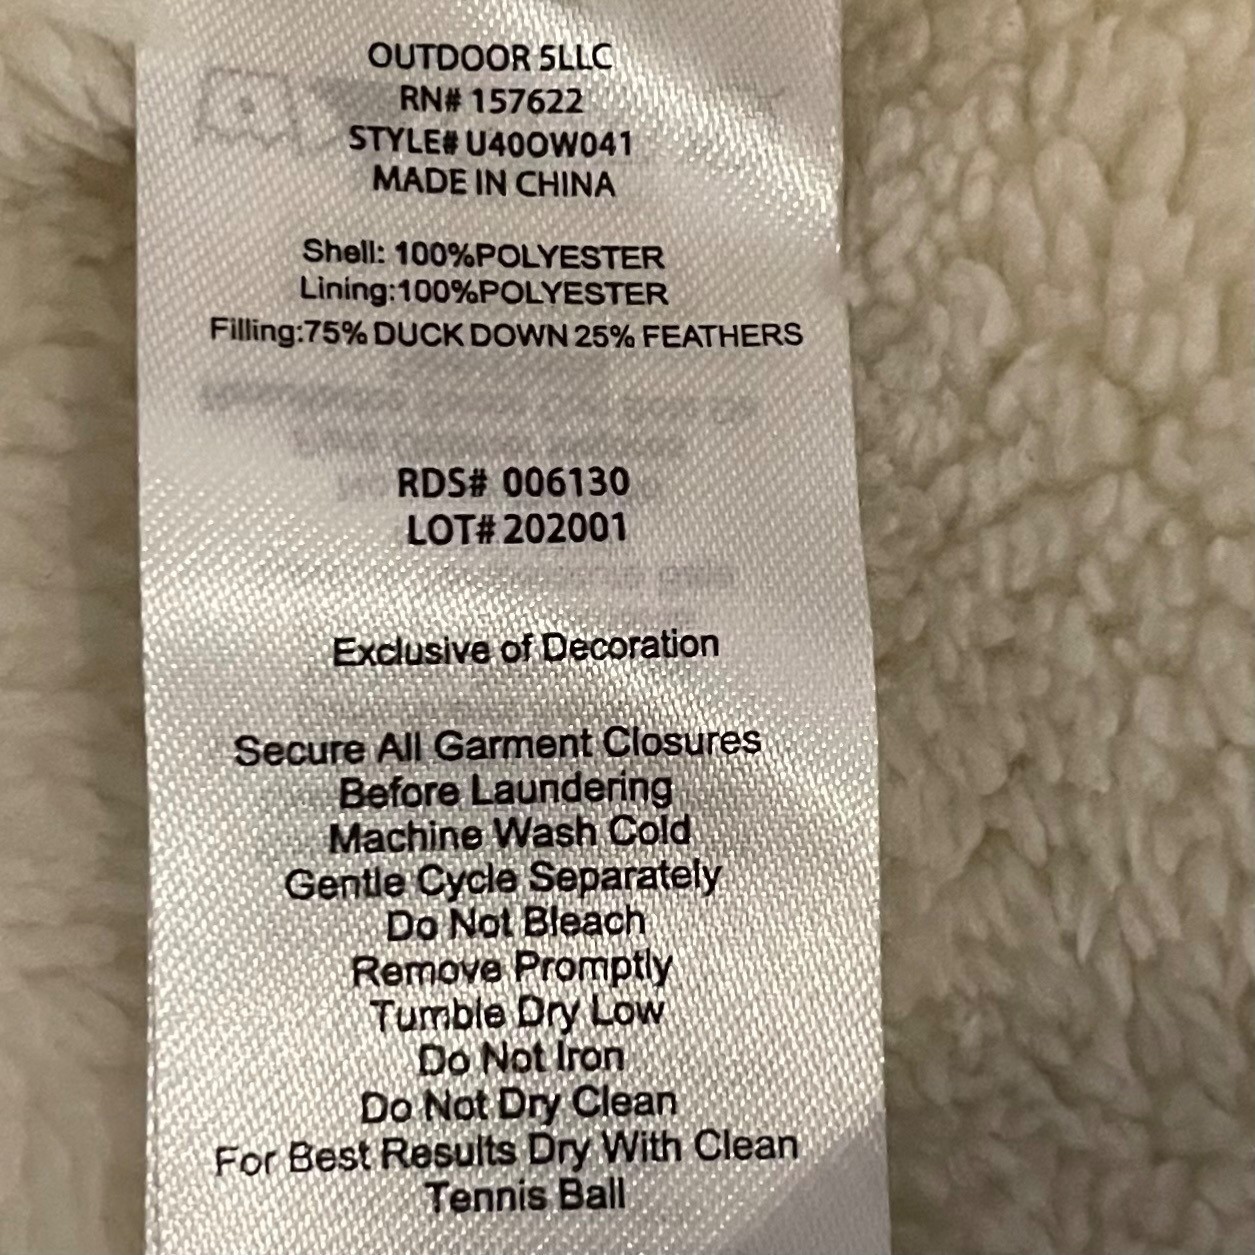 OUTDOOR 5LLC
RN# 157622
STYLE# U40OW041
MADE IN CHINA
Shell: 100%POLYESTER
Lining:100%POLYESTER
Filling:75% DUCK DOWN 25% FEATHERS
RDS# 006130
LOT# 202001
Exclusive of Decoration
Secure All Garment Closures
Before Laundering
Machine Wash Cold
Gentle Cycle Separately
Do Not Bleach
Remove Promptly
Tumble Dry Low
Do Not Iron
Do Not Dry Clean
For Best Results Dry With Clean
Tennis Ball